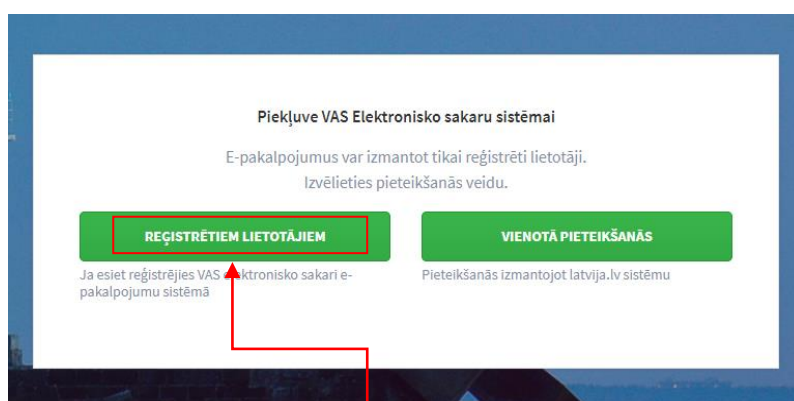 Piekļuve VAS Elektronisko sakaru sistēmai
E-pakalpojumus var izmantot tikai reģistrēti lietotāji.
Izvēlieties pieteikšanās veidu.
REĢISTRĒTIEM LIETOTĀJIEM
VIENOTĀ PIETEIKŠANĀS
Ja esiet reģistrējies VAS elektronisko sakari e-
pakalpojumu sistēmā
Pieteikšanās izmantojot latvija.lv sistēmu